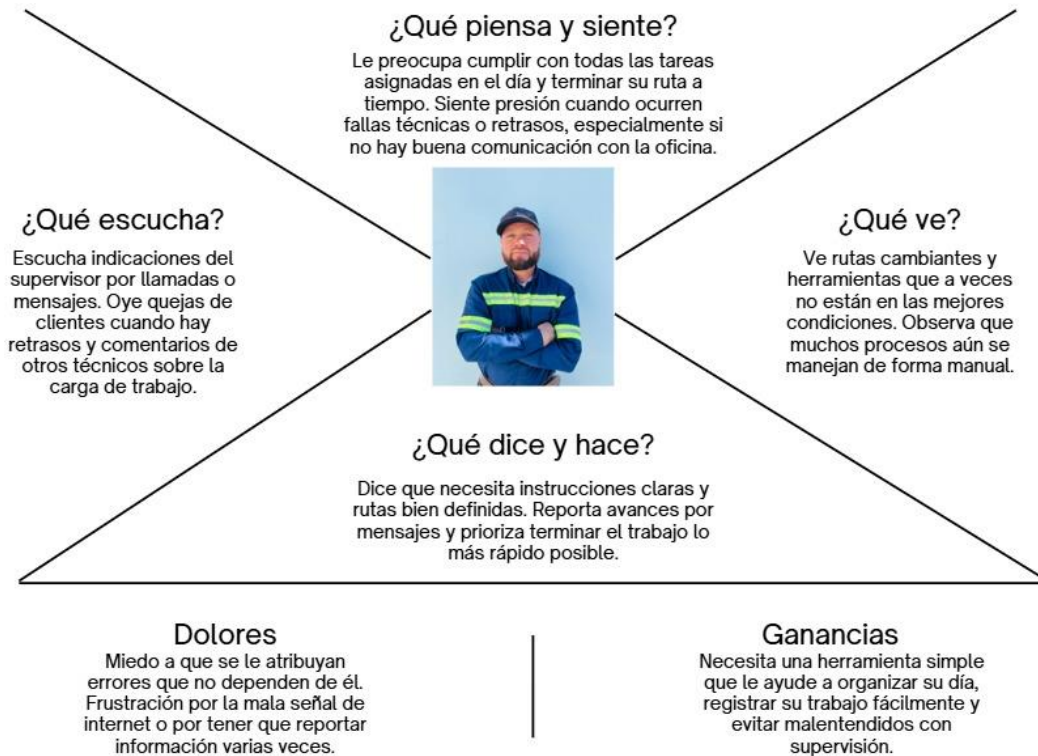 ¿Qué piensa y siente?
Le preocupa cumplir con todas las tareas
asignadas en el día y terminar su ruta a
tiempo. Siente presión cuando ocurren
fallas técnicas o retrasos, especialmente si
no hay buena comunicación con la oficina.
¿Qué escucha?
Escucha indicaciones del
supervisor por llamadas o
mensajes. Oye quejas de
clientes cuando hay
retrasos y comentarios de
otros técnicos sobre la
carga de trabajo.
¿Qué ve?
Ve rutas cambiantes y
herramientas que a veces
no están en las mejores
condiciones. Observa que
muchos procesos aún se
manejan de forma manual.
¿Qué dice y hace?
Dice que necesita instrucciones claras y
rutas bien definidas. Reporta avances por
mensajes y prioriza terminar el trabajo lo
más rápido posible.
Dolores
Miedo a que se le atribuyan
errores que no dependen de él.
Frustración por la mala señal de
internet o por tener que reportar
información varias veces.
Ganancias
Necesita una herramienta simple
que le ayude a organizar su día,
registrar su trabajo fácilmente y
evitar malentendidos con
supervisión.